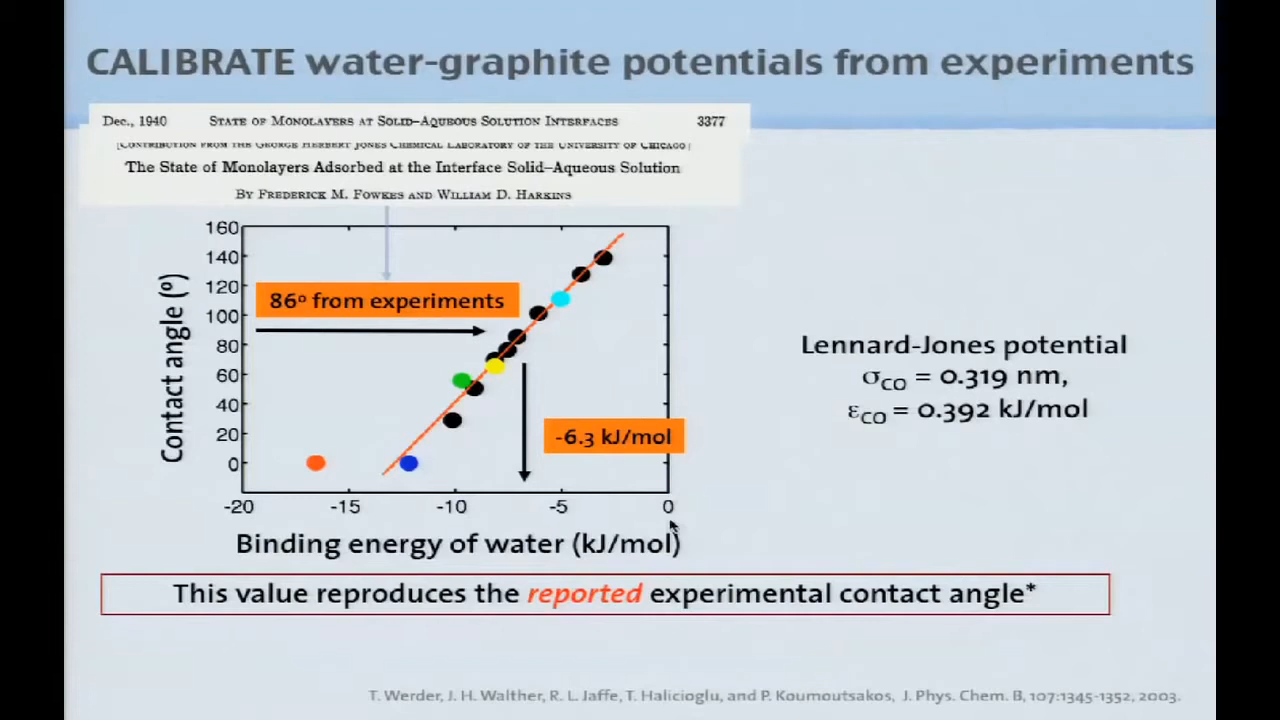 CALIBRATE water-graphite potentials from experiments
Dec., 1940 STATE OF MONOLAYERS AT SOLID–AQUEOUS SOLUTION INTERFACES 3377
[CONTRIBUTION FROM THE GEORGE HERBERT JONES CHEMICAL LABORATORY OF THE UNIVERSITY OF CHICAGO]
The State of Monolayers Adsorbed at the Interface Solid–Aqueous Solution
BY FREDERICK M. FOWKES AND WILLIAM D. HARKINS
160
140
120
100
80
60
40
20
0
Contact angle (º)
86º from experiments
-6.3 kJ/mol
-20 -15 -10 -5 0
Binding energy of water (kJ/mol)
Lennard-Jones potential
σCO = 0.319 nm,
εCO = 0.392 kJ/mol
This value reproduces the reported experimental contact angle*
T. Werder, J. H. Walther, R. L. Jaffe, T. Halicioglu, and P. Koumoutsakos, J. Phys. Chem. B, 107:1345-1352, 2003.